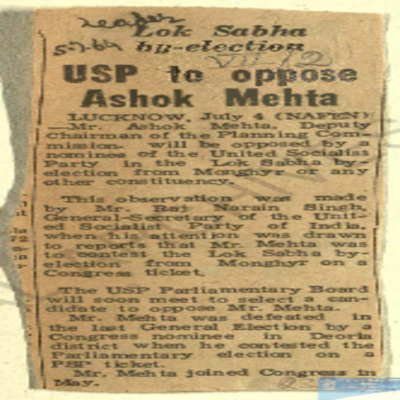 Leader
5.7.64
Lok Sabha
by-election
VII/2
USP to oppose
Ashok Mehta
LUCKNOW, July 4 (NAFEN)
—Mr. Ashok Mehta, Deputy
Chairman of the Planning Com-
mission, will be opposed by a
nominee of the United Socialist
Party in the Lok Sabha by-
election from Monghyr or any
other constituency.
This observation was made
by Mr. Raj Narain Singh,
General-Secretary of the Unit-
ed Socialist Party of India,
when his attention was drawn
to reports that Mr. Mehta was
to contest the Lok Sabha by-
election from Monghyr on a
Congress ticket.
The USP Parliamentary Board
will soon meet to select a can-
didate to oppose Mr. Mehta.
Mr. Mehta was defeated in
the last General Election by a
Congress nominee in Deoria
district when he contested the
Parliamentary election on a
PSP ticket.
Mr. Mehta joined Congress in
May.